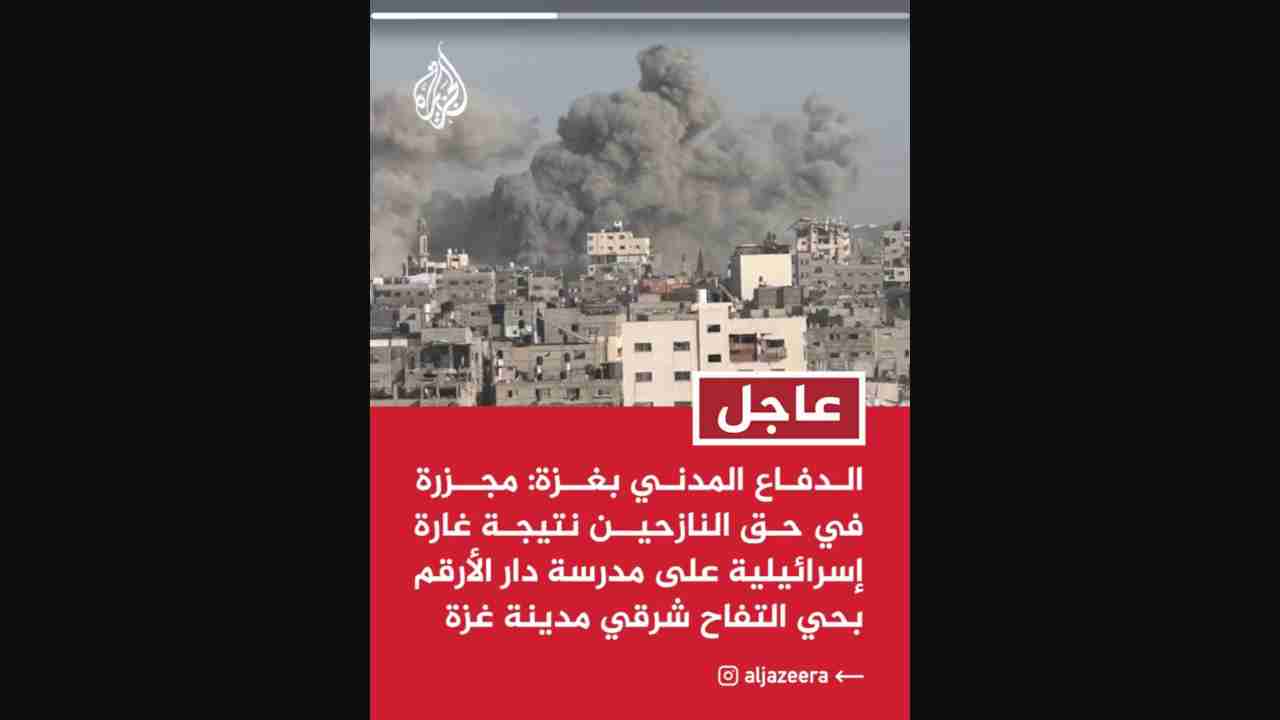 الجزيرة
عاجل
الدفاع المدني بغزة: مجزرة
في حق النازحين نتيجة غارة
إسرائيلية على مدرسة دار الأرقم
بحي التفاح شرقي مدينة غزة
aljazeera